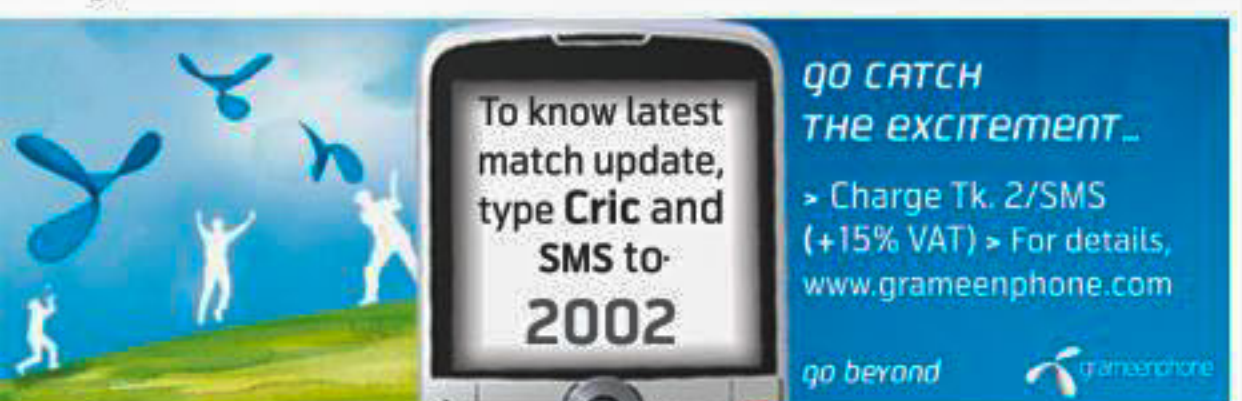 To know latest
match update,
type Cric and
SMS to
2002
go CATCH
THE EXCITEMENT...
> Charge Tk. 2/SMS
(+15% VAT) > For details,
www.grameenphone.com
go beyond
grameenphone